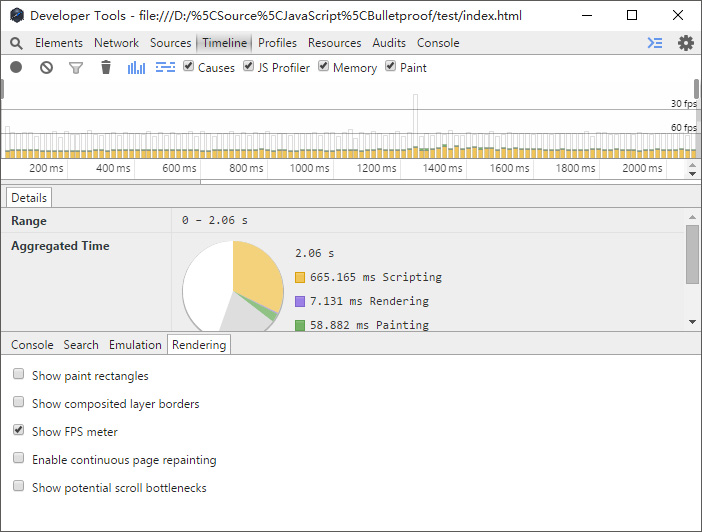 Developer Tools - file:///D:/%5CSource%5CJavaScript%5CBulletproof/test/index.html
Elements Network Sources Timeline Profiles Resources Audits Console
Causes JS Profiler Memory Paint
30 fps
60 fps
200 ms 400 ms 600 ms 800 ms 1000 ms 1200 ms 1400 ms 1600 ms 1800 ms 2000 ms
Details
Range 0 – 2.06 s
Aggregated Time
2.06 s
665.165 ms Scripting
7.131 ms Rendering
58.882 ms Painting
Console Search Emulation Rendering
Show paint rectangles
Show composited layer borders
Show FPS meter
Enable continuous page repainting
Show potential scroll bottlenecks